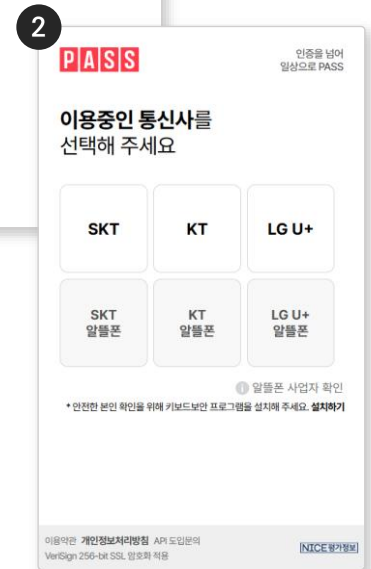 2
PASS
인증을 넘어
일상으로 PASS
이용중인 통신사를
선택해 주세요
SKT
KT
LG U+
SKT
알뜰폰
KT
알뜰폰
LG U+
알뜰폰
알뜰폰 사업자 확인
* 안전한 본인 확인을 위해 키보드보안 프로그램을 설치해 주세요. 설치하기
이용약관 개인정보처리방침 API 도입문의
VeriSign 256-bit SSL 암호화 적용
NICE평가정보